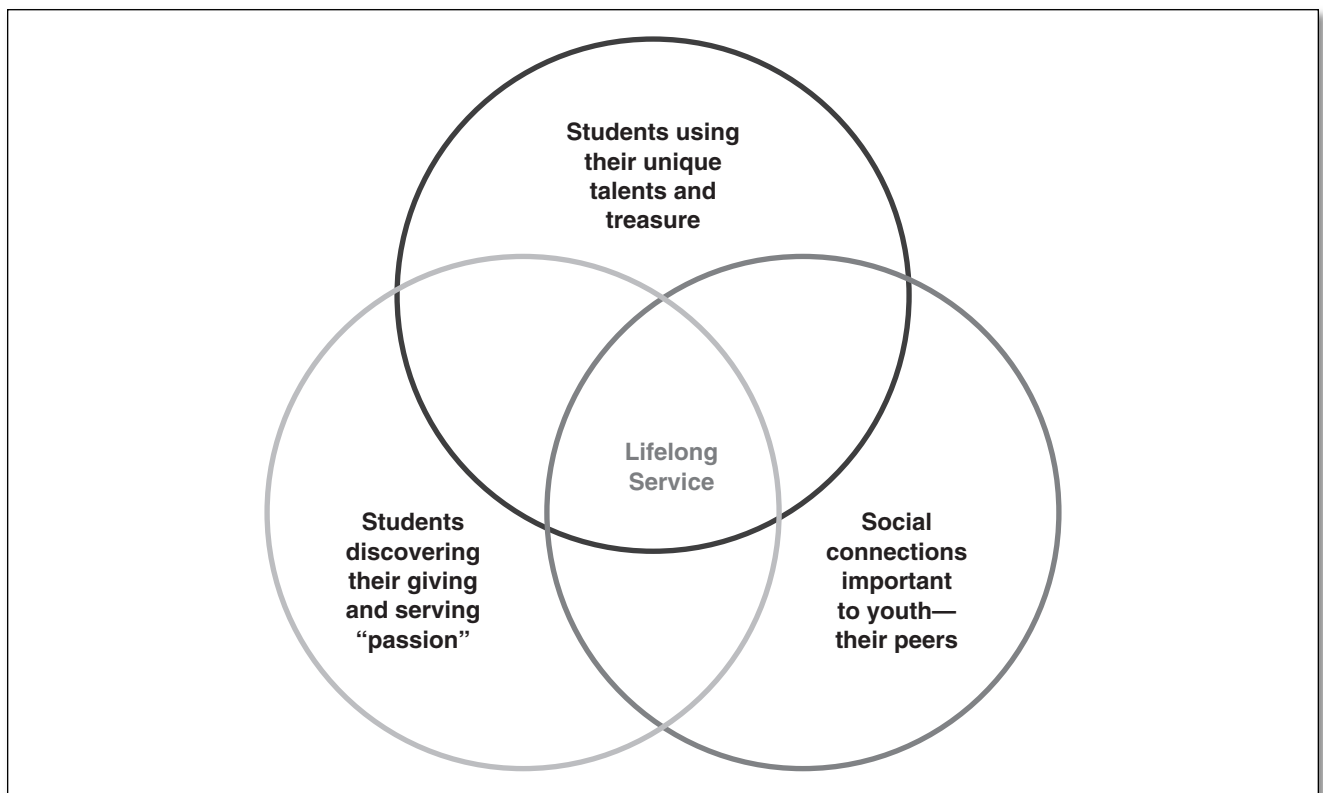 Students using
their unique
talents and
treasure
Lifelong
Service
Students
discovering
their giving
and serving
“passion”
Social
connections
important
to youth—
their peers